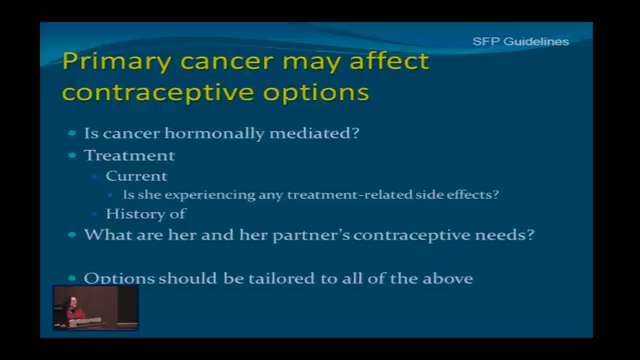 SFP Guidelines
Primary cancer may affect
contraceptive options
Is cancer hormonally mediated?
Treatment
Current
Is she experiencing any treatment-related side effects?
History of
What are her and her partner's contraceptive needs?
Options should be tailored to all of the above